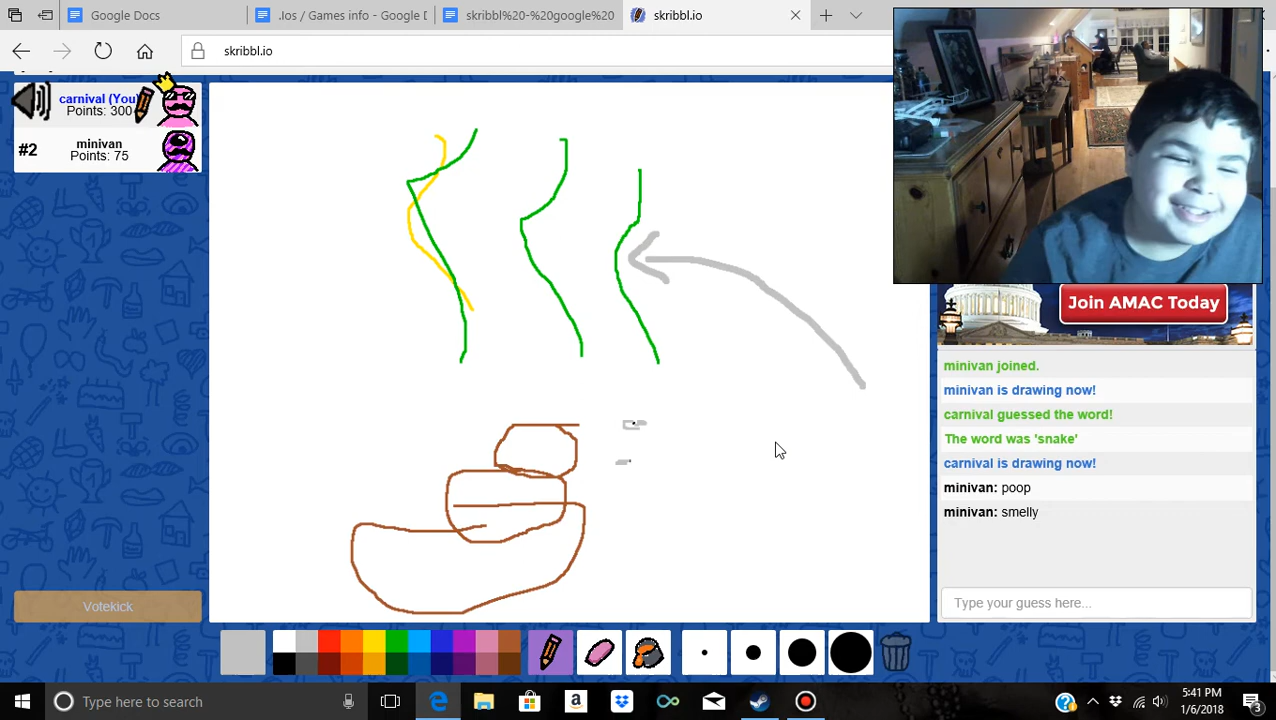 Google Docs
.Ios / Games info - Google D
skribbl%20-%20google%20
skribbl.io
skribbl.io
carnival (You)
Points: 300
#2
minivan
Points: 75
Join AMAC Today
minivan joined.
minivan is drawing now!
carnival guessed the word!
The word was 'snake'
carnival is drawing now!
minivan: poop
minivan: smelly
Type your guess here...
Votekick
Type here to search
5:41 PM
1/6/2018
3